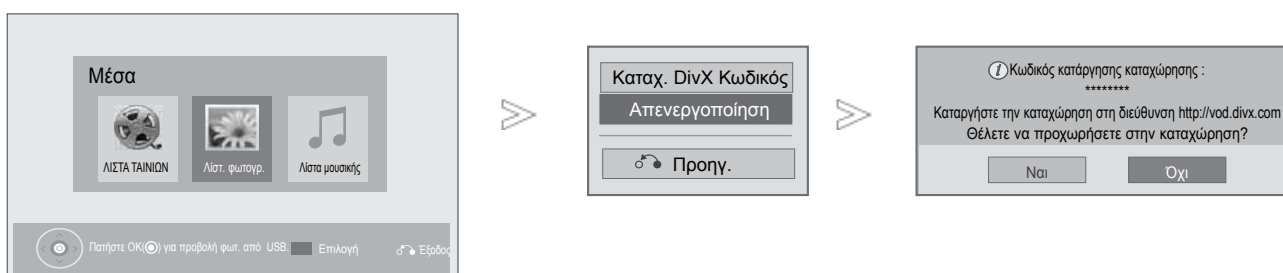 Μέσα
ΛΙΣΤΑ ΤΑΙΝΙΩΝ
Λίστ. φωτογρ.
Λίστα μουσικής
Πατήστε OK(◉) για προβολή φωτ. από USB. Επιλογή Έξοδος
Καταχ. DivX Κωδικός
Απενεργοποίηση
Προηγ.
Κωδικός κατάργησης καταχώρησης :
********
Καταργήστε την καταχώρηση στη διεύθυνση http://vod.divx.com
Θέλετε να προχωρήσετε στην καταχώρηση?
Ναι Όχι